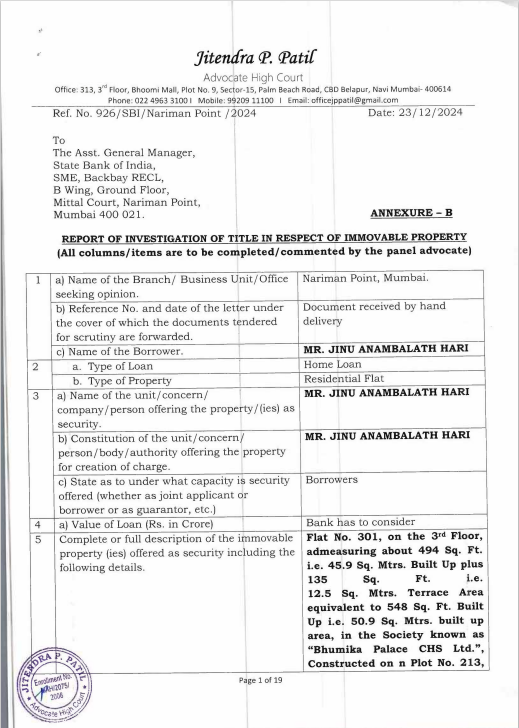 Jitendra P. Patil
Advocate High Court
Office: 313, 3rd Floor, Bhoomi Mall, Plot No. 9, Sector-15, Palm Beach Road, CBD Belapur, Navi Mumbai- 400614
Phone: 022 4963 3100 I Mobile: 99209 11100 I Email: officejppatil@gmail.com
Ref. No. 926/SBI/Nariman Point /2024 Date: 23/12/2024
To
The Asst. General Manager,
State Bank of India,
SME, Backbay RECL,
B Wing, Ground Floor,
Mittal Court, Nariman Point,
Mumbai 400 021.
ANNEXURE – B
REPORT OF INVESTIGATION OF TITLE IN RESPECT OF IMMOVABLE PROPERTY
(All columns/items are to be completed/commented by the panel advocate)
1 a) Name of the Branch/ Business Unit/Office Nariman Point, Mumbai.
seeking opinion.
b) Reference No. and date of the letter under Document received by hand
the cover of which the documents tendered delivery
for scrutiny are forwarded.
c) Name of the Borrower. MR. JINU ANAMBALATH HARI
2 a. Type of Loan Home Loan
b. Type of Property Residential Flat
3 a) Name of the unit/concern/ MR. JINU ANAMBALATH HARI
company/person offering the property/(ies) as
security.
b) Constitution of the unit/concern/ MR. JINU ANAMBALATH HARI
person/body/authority offering the property
for creation of charge.
c) State as to under what capacity is security Borrowers
offered (whether as joint applicant or
borrower or as guarantor, etc.)
4 a) Value of Loan (Rs. in Crore) Bank has to consider
5 Complete or full description of the immovable Flat No. 301, on the 3rd Floor,
property (ies) offered as security including the admeasuring about 494 Sq. Ft.
following details. i.e. 45.9 Sq. Mtrs. Built Up plus
135 Sq. Ft. i.e.
12.5 Sq. Mtrs. Terrace Area
equivalent to 548 Sq. Ft. Built
Up i.e. 50.9 Sq. Mtrs. built up
area, in the Society known as
"Bhumika Palace CHS Ltd.",
Constructed on n Plot No. 213,
JITENDRA P. PATIL
Enrollment No.
MAH/2075/
2006
Advocate High Court
Page 1 of 19